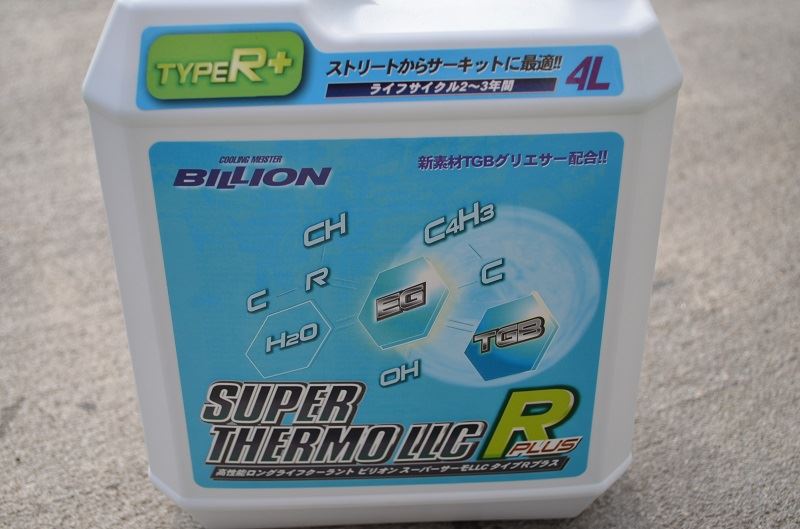 TYPE R+
ストリートからサーキットに最適!!
ライフサイクル2〜3年間
4L
COOLING MEISTER
BILLION
新素材TGBグリエサー配合!!
CH
C4H3
C
R
C
EG
H2O
TGB
OH
SUPER
THERMO LLC R
PLUS
高性能ロングライフクーラント ビリオン スーパーサーモLLC タイプRプラス